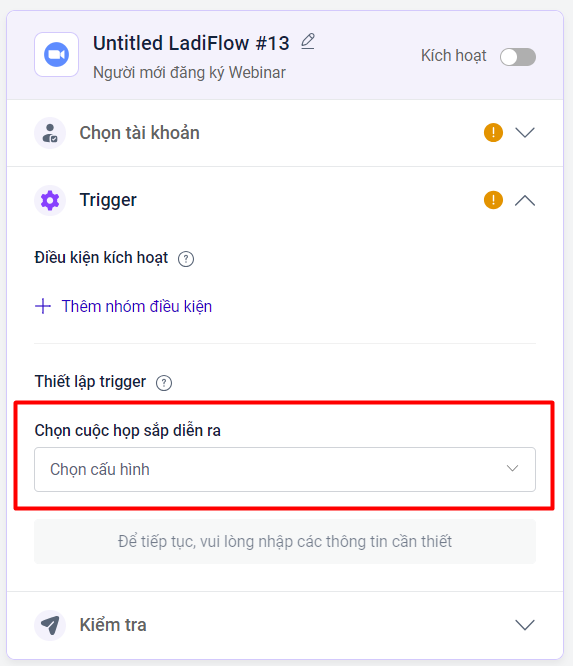 Untitled LadiFlow #13
Người mới đăng ký Webinar
Kích hoạt
Chọn tài khoản
Trigger
Điều kiện kích hoạt
Thêm nhóm điều kiện
Thiết lập trigger
Chọn cuộc họp sắp diễn ra
Chọn cấu hình
Để tiếp tục, vui lòng nhập các thông tin cần thiết
Kiểm tra